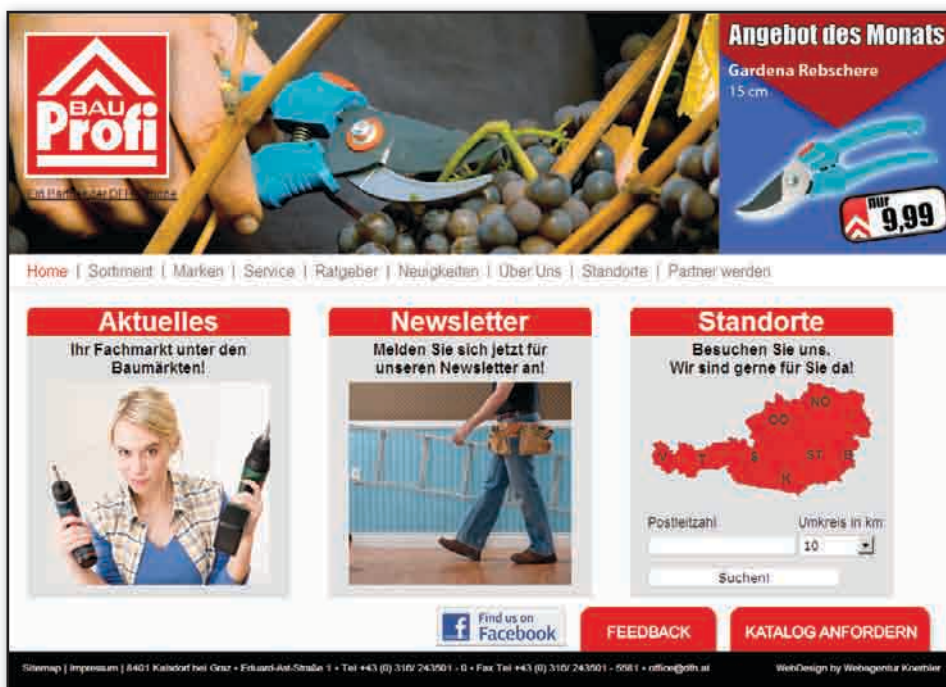 BAU
Profi
Angebot des Monats
Gardena Rebschere
15 cm
nur
9,99
Home | Sortiment | Marken | Service | Ratgeber | Neuigkeiten | Über Uns | Standorte | Partner werden
Aktuelles
Ihr Fachmarkt unter den
Baumärkten!
Newsletter
Melden Sie sich jetzt für
unseren Newsletter an!
Standorte
Besuchen Sie uns.
Wir sind gerne für Sie da!
NÖ
OÖ
V T S ST B
K
Postleitzahl Umkreis in km:
10
Suchen!
Find us on
Facebook
FEEDBACK
KATALOG ANFORDERN
Sitemap | Impressum | 8401 Kalsdorf bei Graz • Eduard-Ast-Straße 1 • Tel +43 (0) 316/ 243501 - 0 • Fax Tel +43 (0) 316/ 243501 - 5581 • office@dfh.at WebDesign by Webagentur